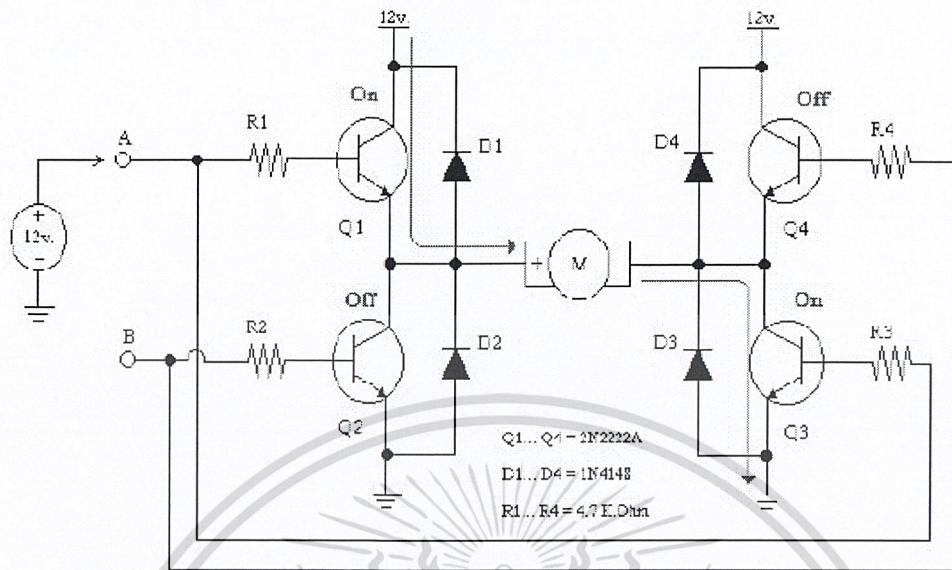 12v.
12v.
On
Off
A
R1
D1
D4
R4
+
12v.
−
Q1
Q4
+
M
Off
On
B
R2
D2
D3
R3
Q2
Q3
Q1... Q4 = 2N2222A
D1... D4 = 1N4148
R1... R4 = 4.7 K.Ohm